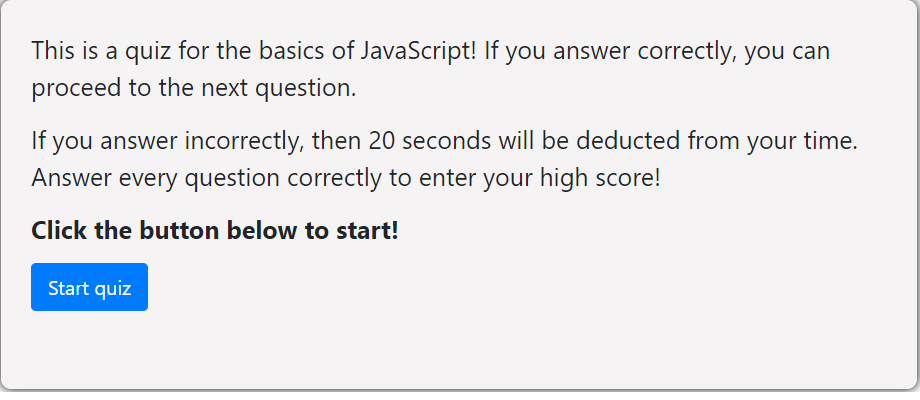 This is a quiz for the basics of JavaScript! If you answer correctly, you can
proceed to the next question.
If you answer incorrectly, then 20 seconds will be deducted from your time.
Answer every question correctly to enter your high score!
Click the button below to start!
Start quiz